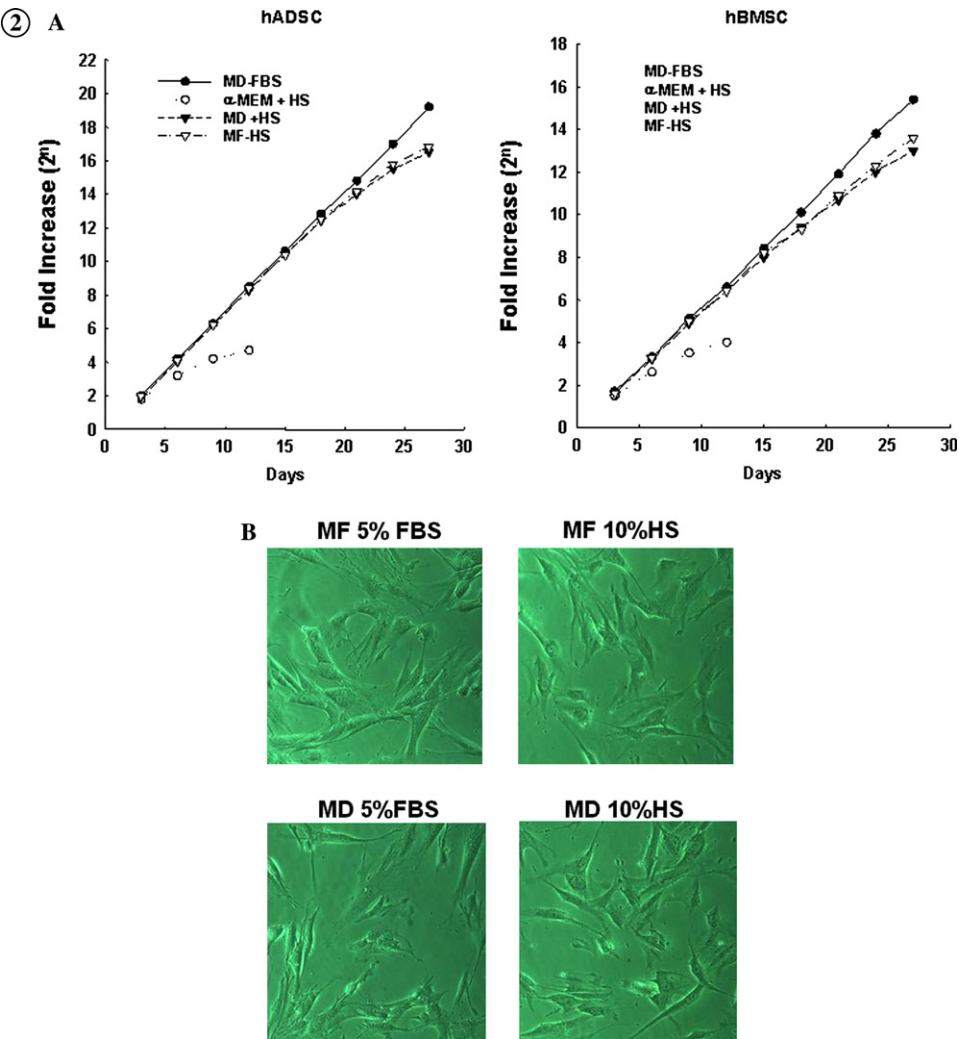 ② A
hADSC
Fold Increase (2ⁿ)
22
20
18
16
14
12
10
8
6
4
2
0
MD-FBS
α-MEM + HS
MD +HS
MF-HS
0 5 10 15 20 25 30
Days
hBMSC
Fold Increase (2ⁿ)
18
16
14
12
10
8
6
4
2
0
MD-FBS
α-MEM + HS
MD +HS
MF-HS
0 5 10 15 20 25 30
Days
B
MF 5% FBS
MF 10%HS
MD 5%FBS
MD 10%HS